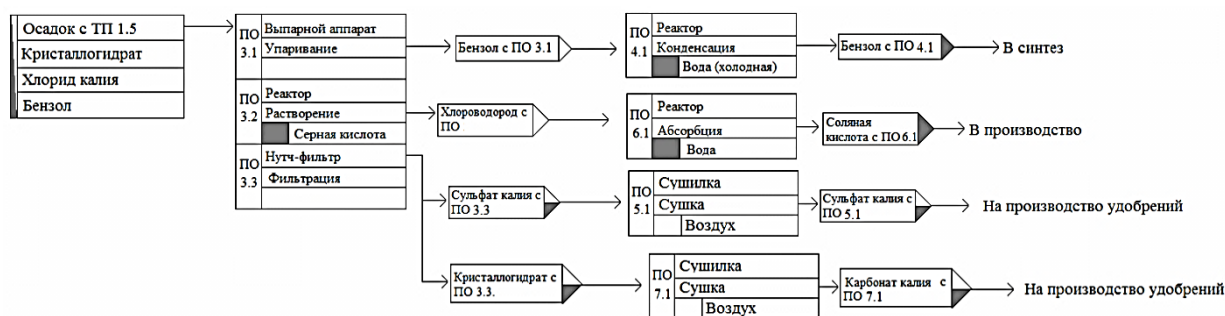 Осадок с ТП 1.5
Кристаллогидрат
Хлорид калия
Бензол
ПО 3.1
Выпарной аппарат
Упаривание
ПО 3.2
Реактор
Растворение
Серная кислота
ПО 3.3
Нутч-фильтр
Фильтрация
Бензол с ПО 3.1
ПО 4.1
Реактор
Конденсация
Вода (холодная)
Бензол с ПО 4.1
В синтез
Хлороводород с
ПО
ПО 6.1
Реактор
Абсорбция
Вода
Соляная
кислота с ПО 6.1
В производство
Сульфат калия с
ПО 3.3
ПО 5.1
Сушилка
Сушка
Воздух
Сульфат калия с
ПО 5.1
На производство удобрений
Кристаллогидрат с
ПО 3.3.
ПО 7.1
Сушилка
Сушка
Воздух
Карбонат калия с
ПО 7.1
На производство удобрений